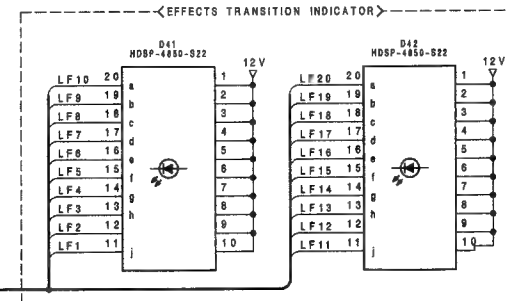 EFFECTS TRANSITION INDICATOR
D41
HDSP-4850-S22
12V
LF10 20 a 1
LF9 19 b 2
LF8 18 c 3
LF7 17 d 4
LF6 16 e 5
LF5 15 f 6
LF4 14 g 7
LF3 13 h 8
LF2 12 9
LF1 11 j 10
D42
HDSP-4850-S22
12V
LF20 20 a 1
LF19 19 b 2
LF18 18 c 3
LF17 17 d 4
LF16 16 e 5
LF15 15 f 6
LF14 14 g 7
LF13 13 h 8
LF12 12 9
LF11 11 j 10